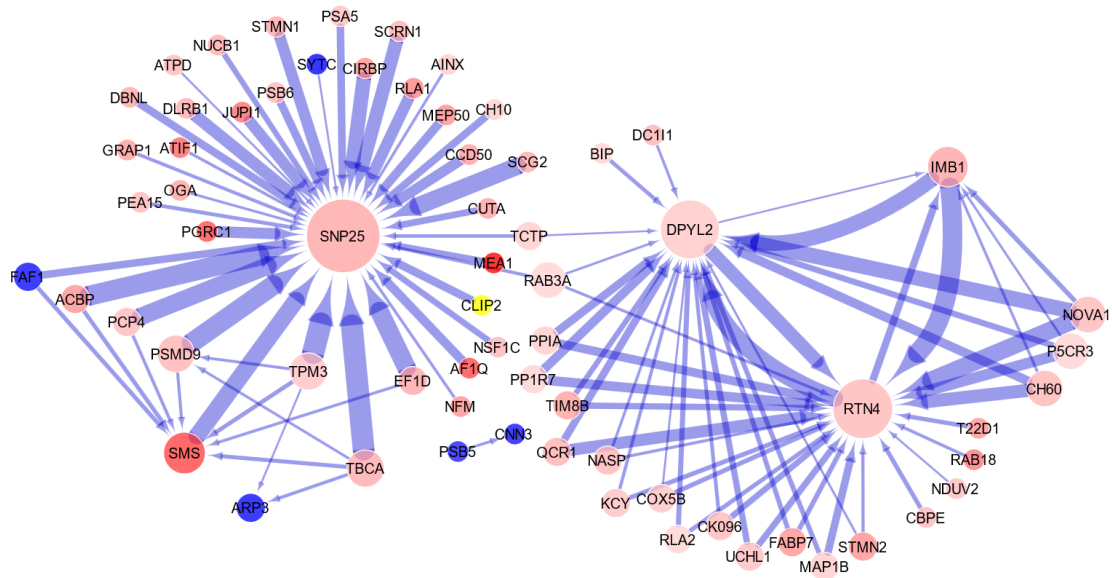 PSA5
STMN1
SCRN1
NUCB1
ATPD
SYTC
CIRBP
AINX
DBNL
DLRB1
PSB6
JUPI1
RLA1
CH10
MEP50
GRAP1
ATIF1
CCD50
SCG2
OGA
PEA15
CUTA
PGRC1
SNP25
TCTP
MEA1
FAF1
ACBP
CLIP2
PCP4
NSF1C
PSMD9
TPM3
AF1Q
EF1D
NFM
SMS
TBCA
ARP3
CNN3
PSB5
DC1I1
BIP
IMB1
DPYL2
RAB3A
NOVA1
PPIA
P5CR3
PP1R7
CH60
TIM8B
RTN4
T22D1
QCR1
NASP
RAB18
NDUV2
KCY
COX5B
CBPE
CK096
RLA2
UCHL1
FABP7
STMN2
MAP1B